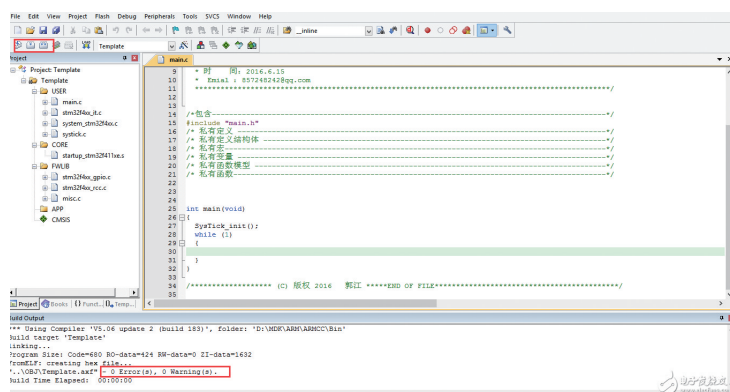 File Edit View Project Flash Debug Peripherals Tools SVCS Window Help
__inline
Template
Project
main.c
Project: Template
Template
USER
main.c
stm32f4xx_it.c
system_stm32f4xx.c
systick.c
CORE
startup_stm32f411xe.s
FWLIB
stm32f4xx_gpio.c
stm32f4xx_rcc.c
misc.c
APP
CMSIS
9 * 时 间: 2016.6.15
10 * Emial : 857248242@qq.com
11 ****************************************************************************/
12
13
14 /*包含---------------------------------------------------------------------*/
15 #include "main.h"
16 /* 私有定义 -----------------------------------------------------------------*/
17 /* 私有定义结构体 -----------------------------------------------------------*/
18 /* 私有宏-------------------------------------------------------------------*/
19 /* 私有变量 -----------------------------------------------------------------*/
20 /* 私有函数模型 -------------------------------------------------------------*/
21 /* 私有函数-----------------------------------------------------------------*/
22
23
24
25 int main(void)
26 {
27 SysTick_init();
28 while (1)
29 {
30
31 }
32 }
33
34 /******************* (C) 版权 2016 郭江 *****END OF FILE***********************************/
35
Project Books {} Funct... Temp...
Build Output
*** Using Compiler 'V5.06 update 2 (build 183)', folder: 'D:\MDK\ARM\ARMCC\Bin'
Build target 'Template'
linking...
Program Size: Code=680 RO-data=424 RW-data=0 ZI-data=1632
FromELF: creating hex file...
"..\OBJ\Template.axf" - 0 Error(s), 0 Warning(s).
Build Time Elapsed: 00:00:00
电子发烧友